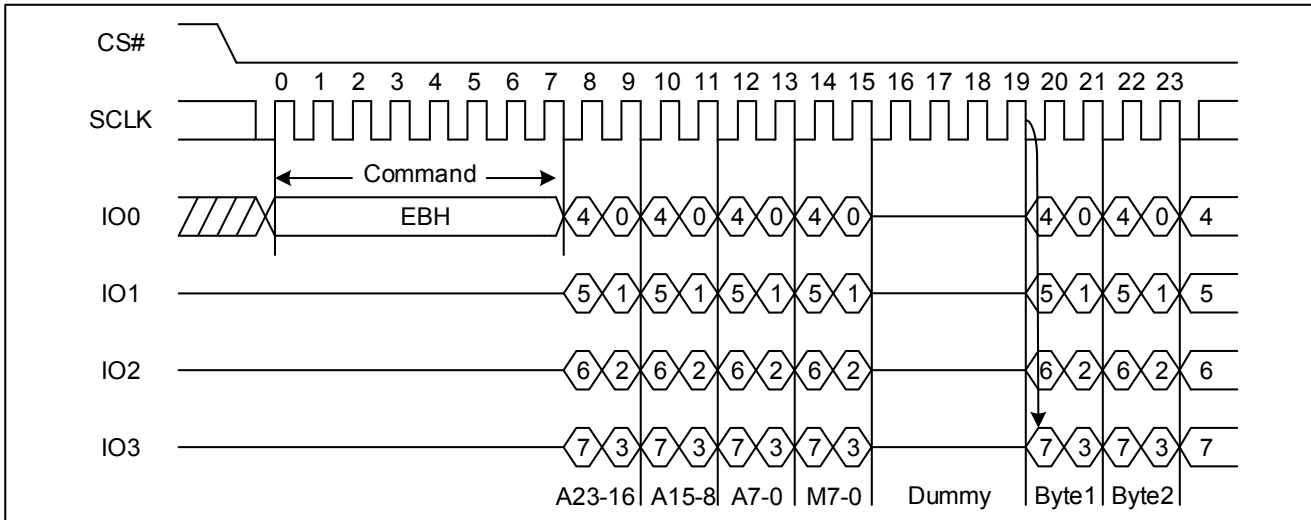 CS#
0 1 2 3 4 5 6 7 8 9 10 11 12 13 14 15 16 17 18 19 20 21 22 23
SCLK
Command
IO0 EBH 4 0 4 0 4 0 4 0 4 0 4 0 4
IO1 5 1 5 1 5 1 5 1 5 1 5 1 5
IO2 6 2 6 2 6 2 6 2 6 2 6 2 6
IO3 7 3 7 3 7 3 7 3 7 3 7 3 7
A23-16 A15-8 A7-0 M7-0 Dummy Byte1 Byte2